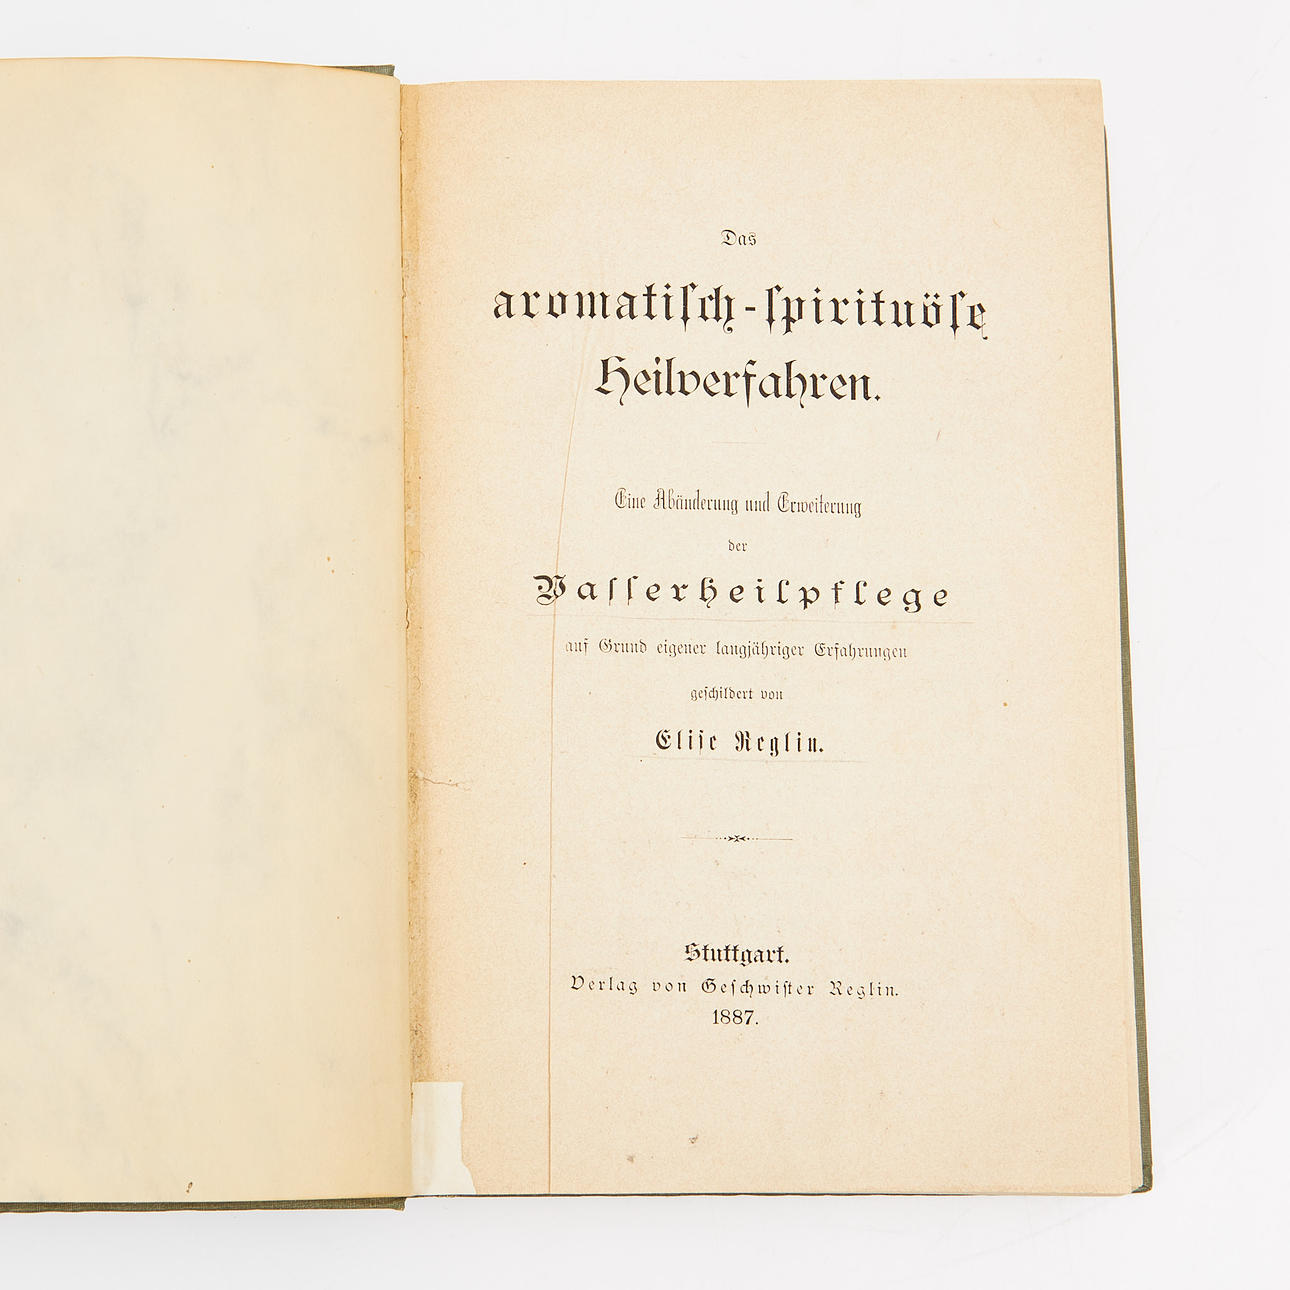 Das
aromatisch-spirituöse
Heilverfahren.
Eine Abänderung und Erweiterung
der
Wasserheilpflege
auf Grund eigener langjähriger Erfahrungen
geschildert von
Elise Reglin.
Stuttgart.
Verlag von Geschwister Reglin.
1887.